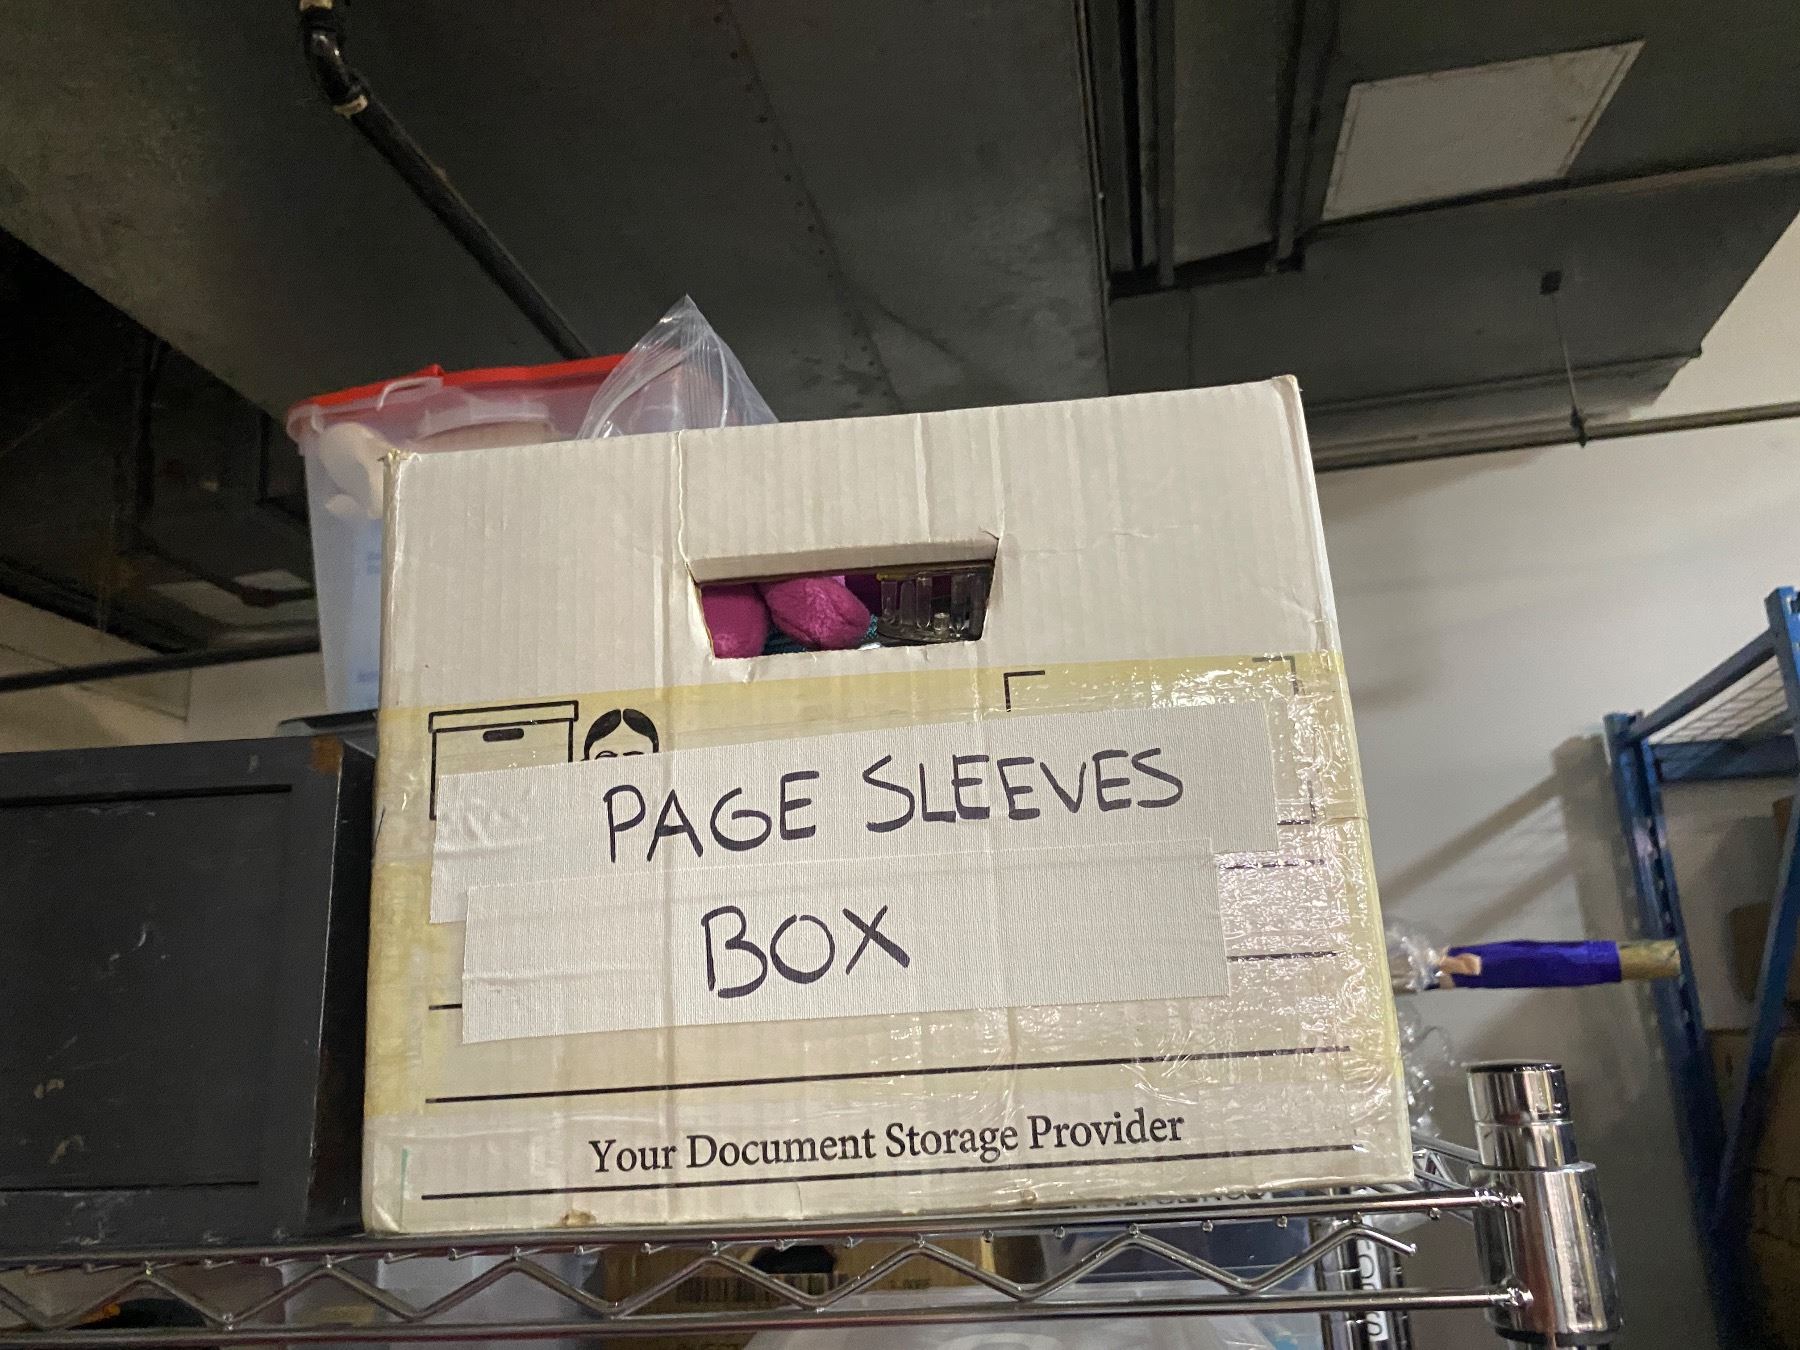 PAGE SLEEVES
BOX
Your Document Storage Provider